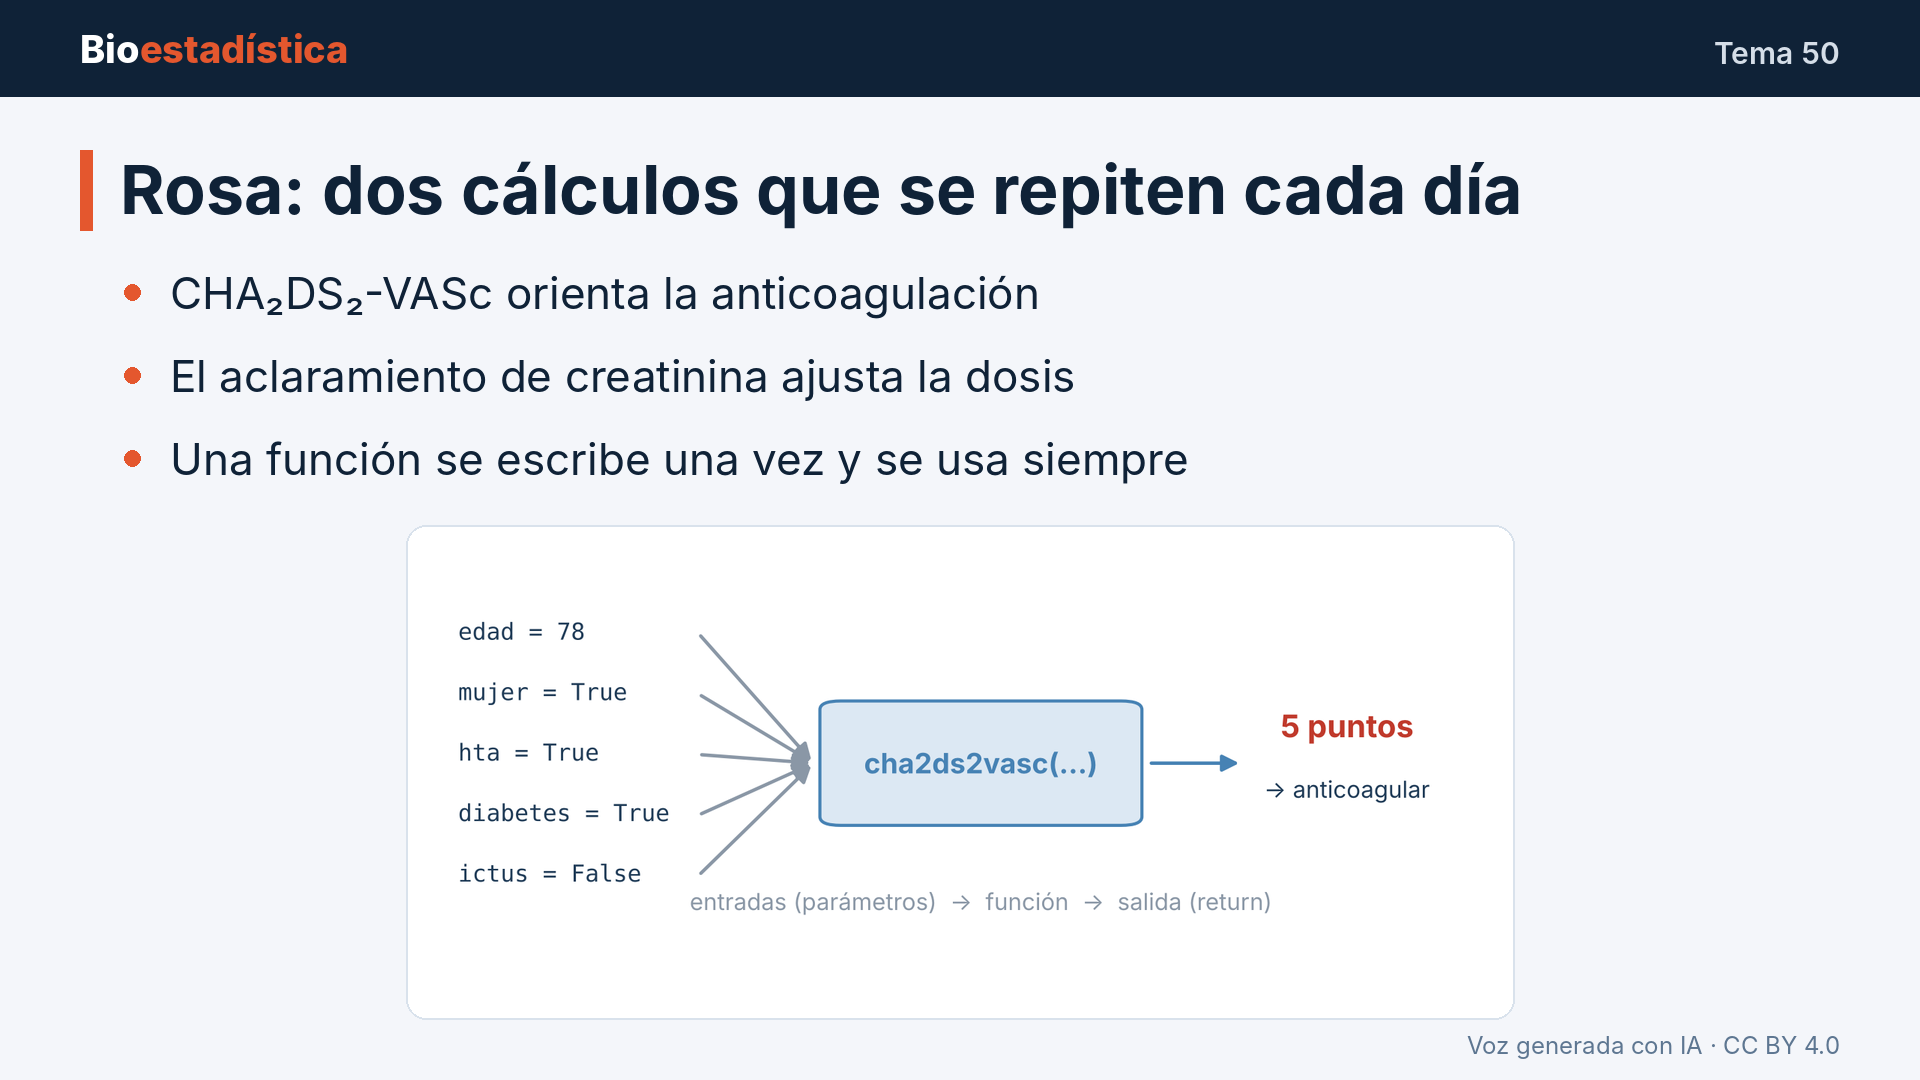 Bioestadística
Tema 50
Rosa: dos cálculos que se repiten cada día
CHA₂DS₂-VASc orienta la anticoagulación
El aclaramiento de creatinina ajusta la dosis
Una función se escribe una vez y se usa siempre
edad = 78
mujer = True
hta = True
diabetes = True
ictus = False
cha2ds2vasc(...)
5 puntos
→ anticoagular
entradas (parámetros) → función → salida (return)
Voz generada con IA · CC BY 4.0